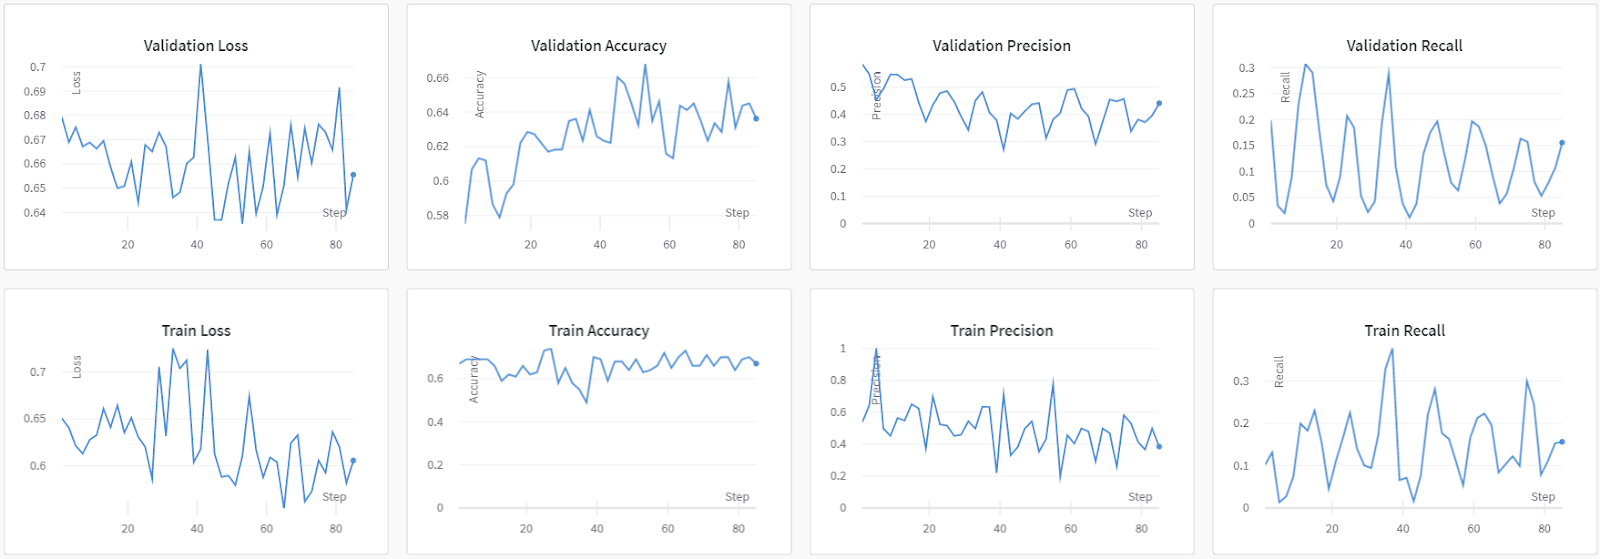 Validation Loss
Loss
0.7
0.69
0.68
0.67
0.66
0.65
0.64
Step
20 40 60 80
Validation Accuracy
Accuracy
0.66
0.64
0.62
0.6
0.58
Step
20 40 60 80
Validation Precision
Precision
0.5
0.4
0.3
0.2
0.1
0
Step
20 40 60 80
Validation Recall
Recall
0.3
0.25
0.2
0.15
0.1
0.05
0
Step
20 40 60 80
Train Loss
Loss
0.7
0.65
0.6
Step
20 40 60 80
Train Accuracy
Accuracy
0.6
0.4
0.2
0
Step
20 40 60 80
Train Precision
Precision
1
0.8
0.6
0.4
0.2
0
Step
20 40 60 80
Train Recall
Recall
0.3
0.2
0.1
0
Step
20 40 60 80